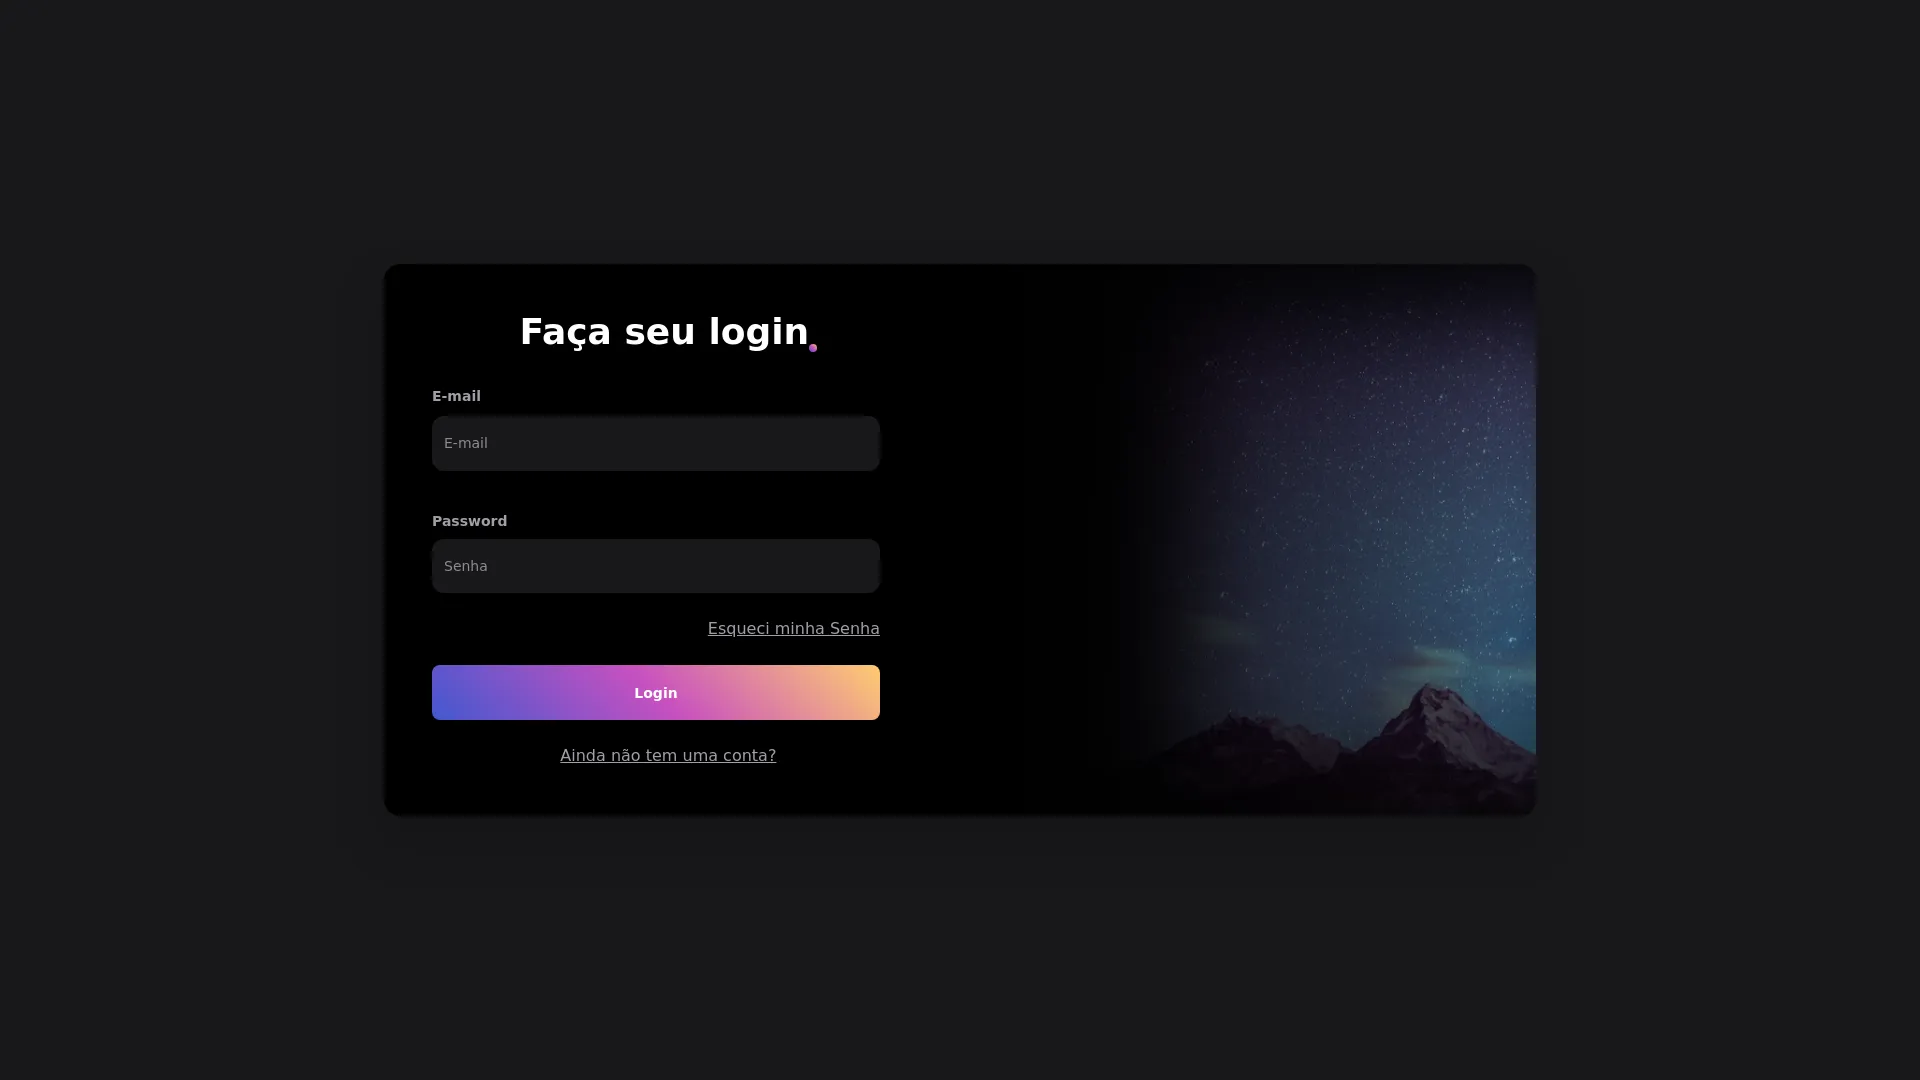 Faça seu login
E-mail
E-mail
Password
Senha
Esqueci minha Senha
Login
Ainda não tem uma conta?